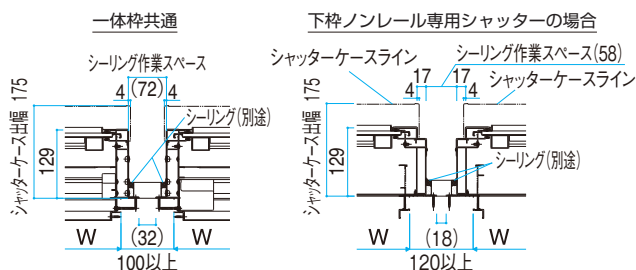 一体枠共通
シーリング作業スペース
(72)
4
4
シーリング(別途)
シャッターケース出幅 175
129
W
(32)
W
100以上
下枠ノンレール専用シャッターの場合
シャッターケースライン
シーリング作業スペース(58)
17
17
シャッターケースライン
4
4
シーリング(別途)
シャッターケース出幅 175
129
W
(18)
W
120以上